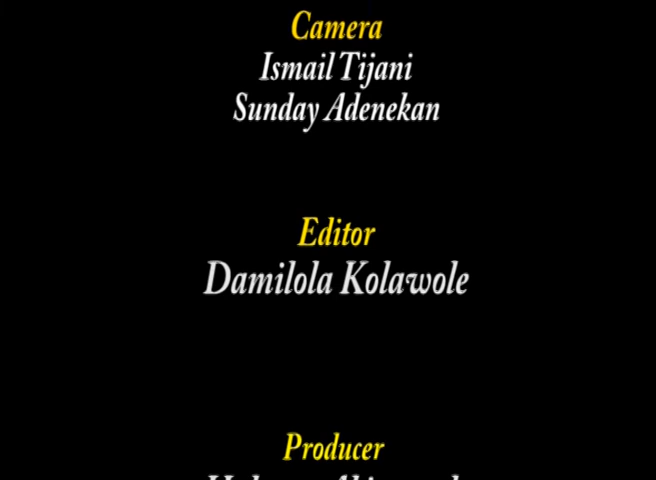 Camera
Ismail Tijani
Sunday Adenekan
Editor
Damilola Kolawole
Producer